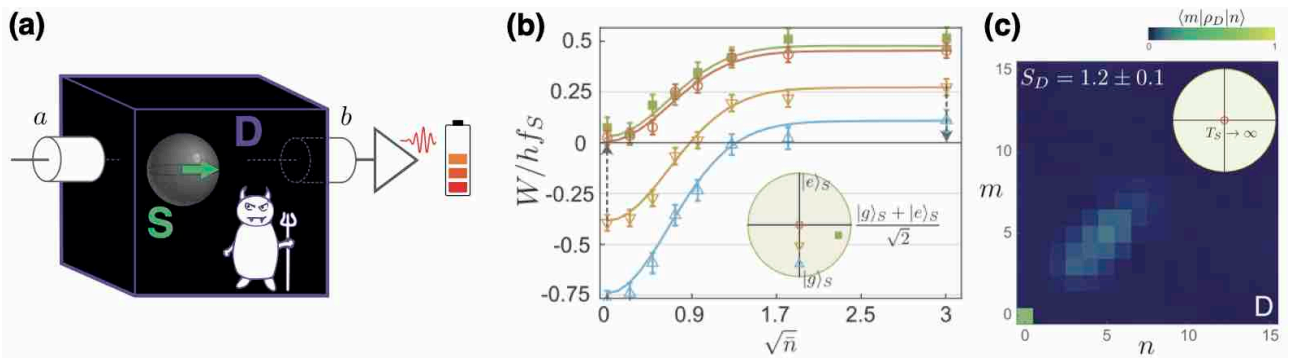 (a)
a
D
b
S
(b)
W/hf_S
0.5
0.25
0
-0.25
-0.5
-0.75
0
0.9
1.7
2.5
3
√n̄
|e⟩_S
|g⟩_S + |e⟩_S
√2
|g⟩_S
(c)
⟨m|ρ_D|n⟩
0
1
S_D = 1.2 ± 0.1
T_S → ∞
15
10
5
0
m
0
5
10
15
n
D